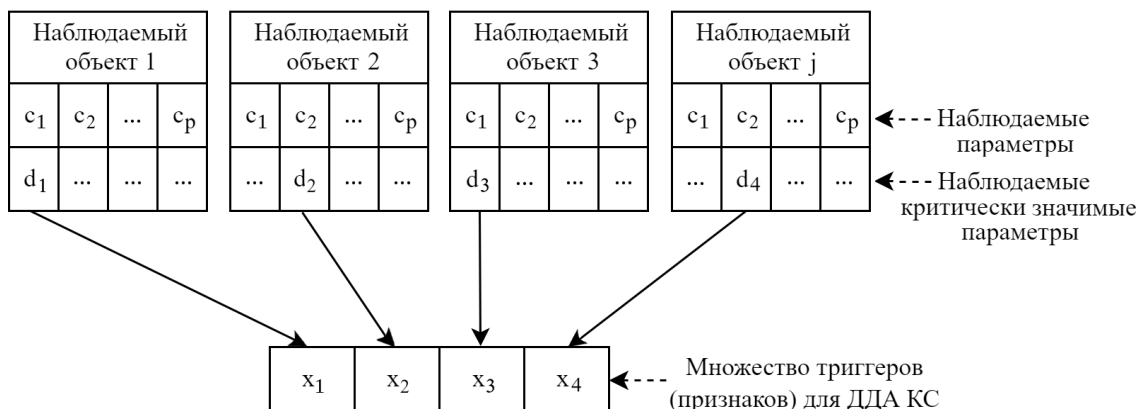 Наблюдаемый
объект 1
Наблюдаемый
объект 2
Наблюдаемый
объект 3
Наблюдаемый
объект j
c₁ c₂ ... cₚ
c₁ c₂ ... cₚ
c₁ c₂ ... cₚ
c₁ c₂ ... cₚ
Наблюдаемые
параметры
d₁ ... ... ...
... d₂ ... ...
d₃ ... ... ...
... d₄ ... ...
Наблюдаемые
критически значимые
параметры
x₁ x₂ x₃ x₄
Множество триггеров
(признаков) для ДДА КС